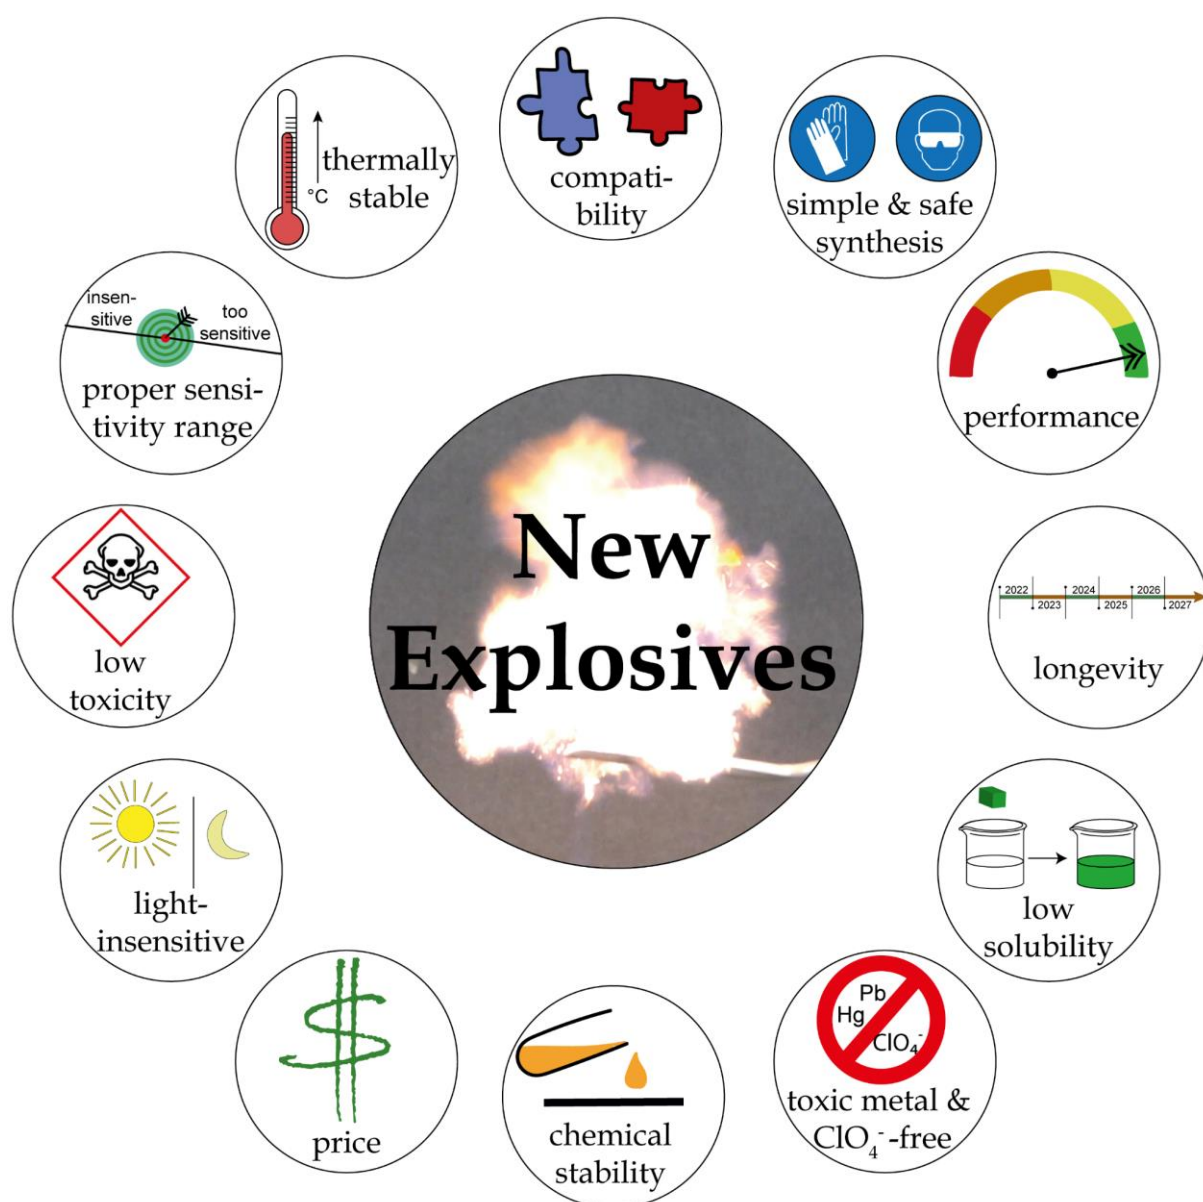 compati-
bility
simple & safe
synthesis
performance
2022
2023
2024
2025
2026
2027
longevity
low
solubility
Pb
Hg
ClO₄⁻
toxic metal &
ClO₄⁻-free
chemical
stability
$
price
light-
insensitive
low
toxicity
insen-
sitive
too
sensitive
proper sensi-
tivity range
°C
thermally
stable
New
Explosives